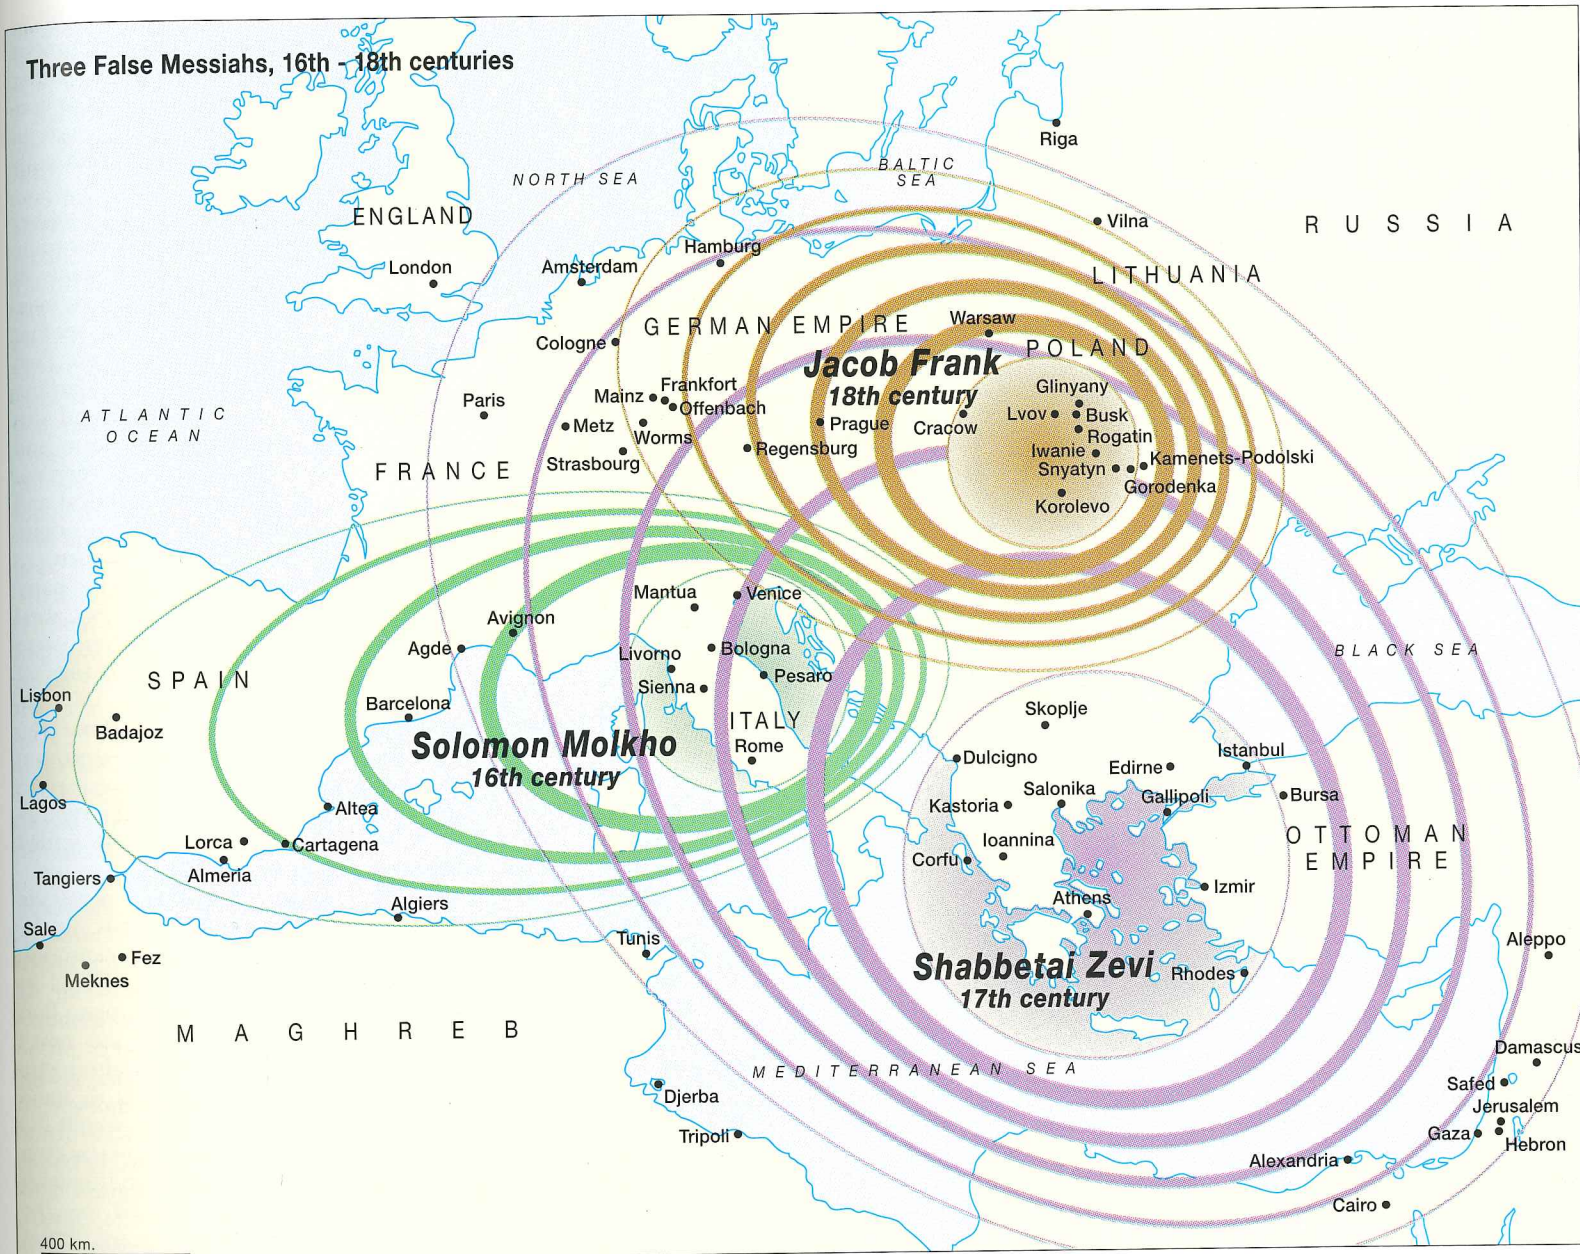 Three False Messiahs, 16th - 18th centuries
Riga
BALTIC
SEA
NORTH SEA
ENGLAND
Vilna
RUSSIA
Hamburg
London
Amsterdam
LITHUANIA
GERMAN EMPIRE
Warsaw
Cologne
POLAND
Jacob Frank
18th century
Frankfort
Mainz
Glinyany
Paris
Offenbach
Lvov
Busk
ATLANTIC
OCEAN
Metz
Worms
Prague
Cracow
Rogatin
Regensburg
Iwanie
Kamenets-Podolski
Strasbourg
FRANCE
Snyatyn
Gorodenka
Korolevo
Mantua
Venice
Avignon
Agde
Livorno
Bologna
BLACK SEA
SPAIN
Sienna
Pesaro
Lisbon
Barcelona
Badajoz
Skoplje
ITALY
Solomon Molkho
16th century
Rome
Istanbul
Dulcigno
Edirne
Lagos
Altea
Kastoria
Salonika
Gallipoli
Bursa
OTTOMAN
EMPIRE
Lorca
Cartagena
Ioannina
Almeria
Corfu
Tangiers
Izmir
Algiers
Athens
Sale
Tunis
Aleppo
Fez
Meknes
Shabbetai Zevi
17th century
Rhodes
MAGHREB
Damascus
MEDITERRANEAN SEA
Safed
Djerba
Jerusalem
Tripoli
Gaza
Hebron
Alexandria
Cairo
400 km.